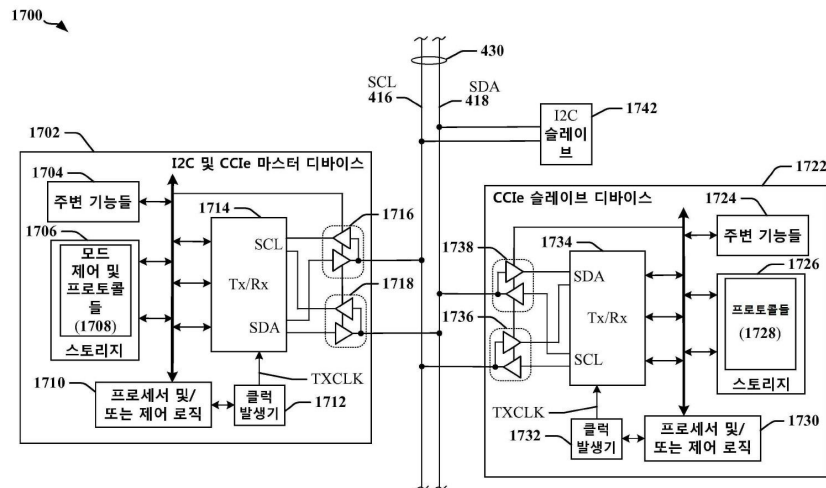 1700
430
SCL
416
SDA
418
1742
I2C
슬레이브
1702
I2C 및 CCIe 마스터 디바이스
1704
주변 기능들
1706
모드
제어 및
프로토콜
들
(1708)
스토리지
1714
SCL
Tx/Rx
SDA
1716
1718
TXCLK
1710
프로세서 및/
또는 제어 로직
클럭
발생기
1712
1722
CCIe 슬레이브 디바이스
1724
주변 기능들
1738
1734
SDA
Tx/Rx
SCL
1736
1726
프로토콜들
(1728)
스토리지
TXCLK
1732
클럭
발생기
프로세서 및/
또는 제어 로직
1730